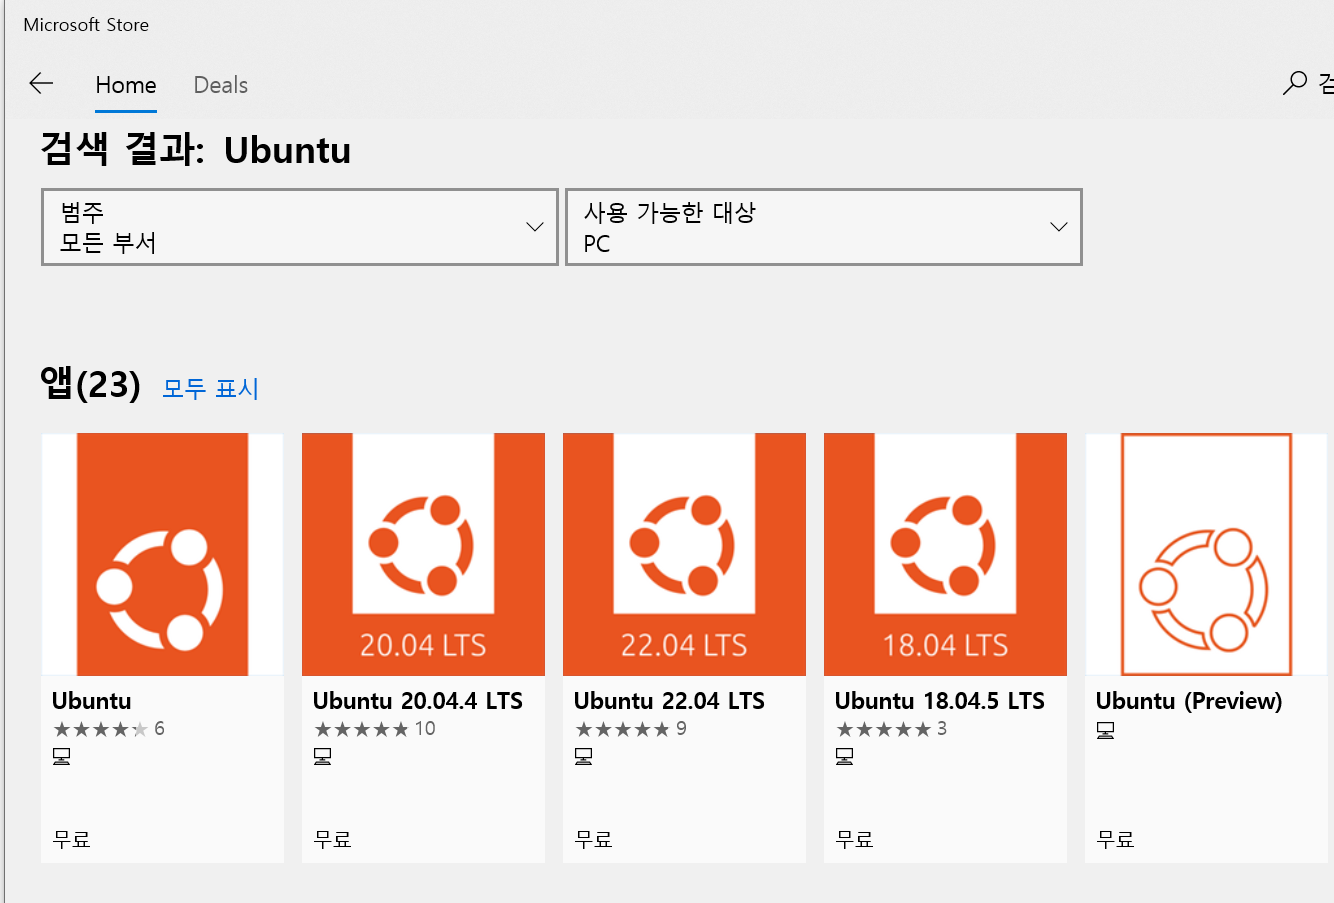 Microsoft Store
Home Deals
검색 결과: Ubuntu
범주
모든 부서
사용 가능한 대상
PC
앱(23) 모두 표시
20.04 LTS
22.04 LTS
18.04 LTS
Ubuntu
6
무료
Ubuntu 20.04.4 LTS
10
무료
Ubuntu 22.04 LTS
9
무료
Ubuntu 18.04.5 LTS
3
무료
Ubuntu (Preview)
무료